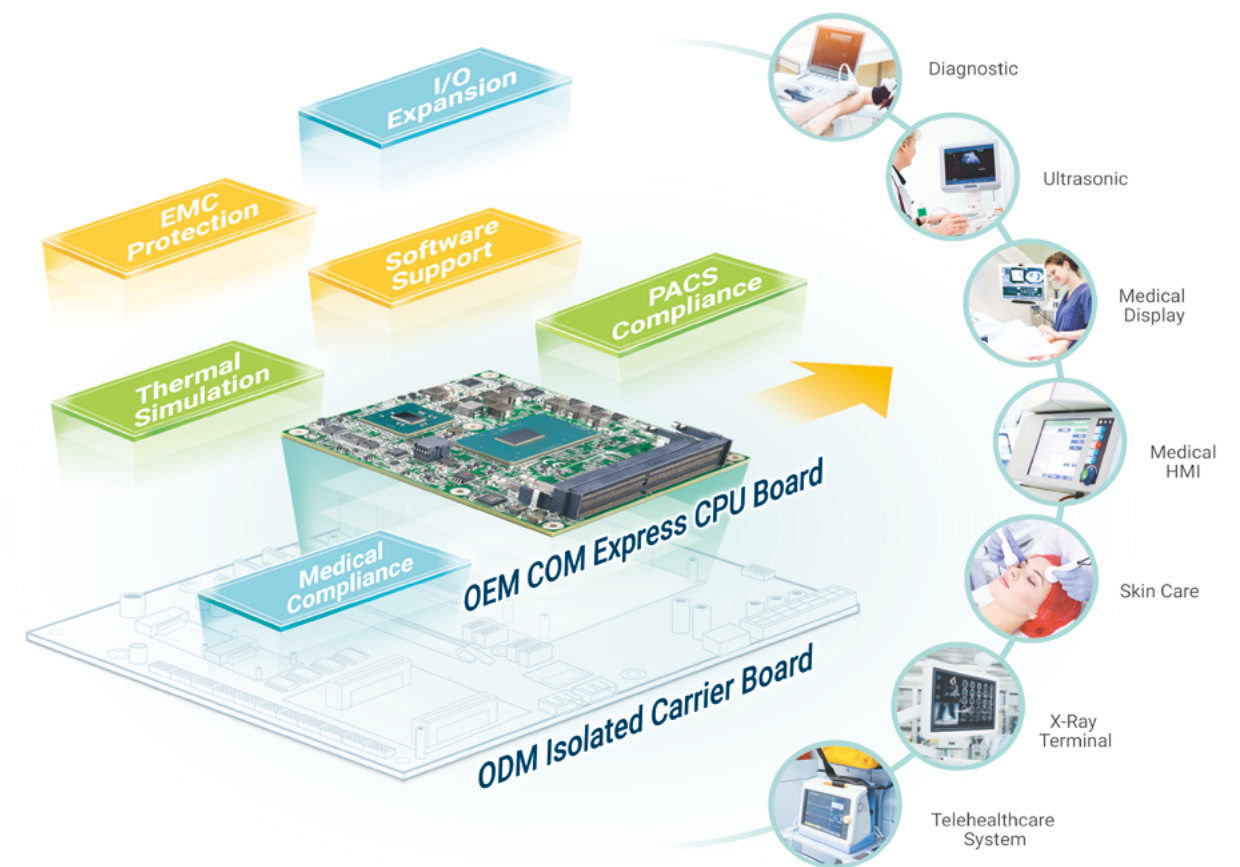 I/O
Expansion
EMC
Protection
Software
Support
PACS
Compliance
Thermal
Simulation
OEM COM Express CPU Board
Medical
Compliance
ODM Isolated Carrier Board
Diagnostic
Ultrasonic
Medical
Display
Medical
HMI
Skin Care
X-Ray
Terminal
Telehealthcare
System